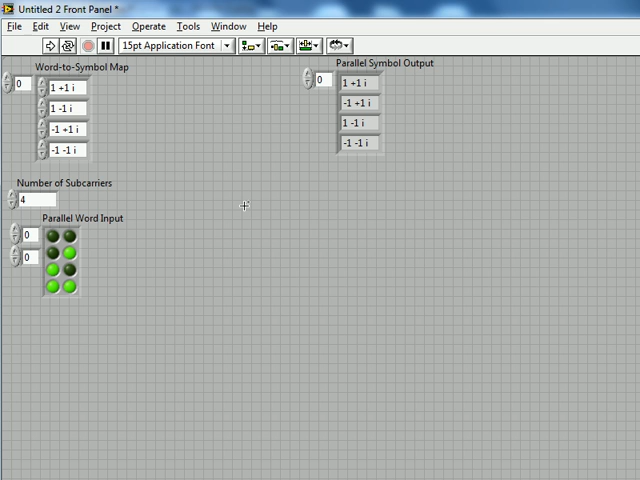 Untitled 2 Front Panel *
File Edit View Project Operate Tools Window Help
15pt Application Font
Word-to-Symbol Map
0
1 +1 i
1 -1 i
-1 +1 i
-1 -1 i
Parallel Symbol Output
0
1 +1 i
-1 +1 i
1 -1 i
-1 -1 i
Number of Subcarriers
4
Parallel Word Input
0
0